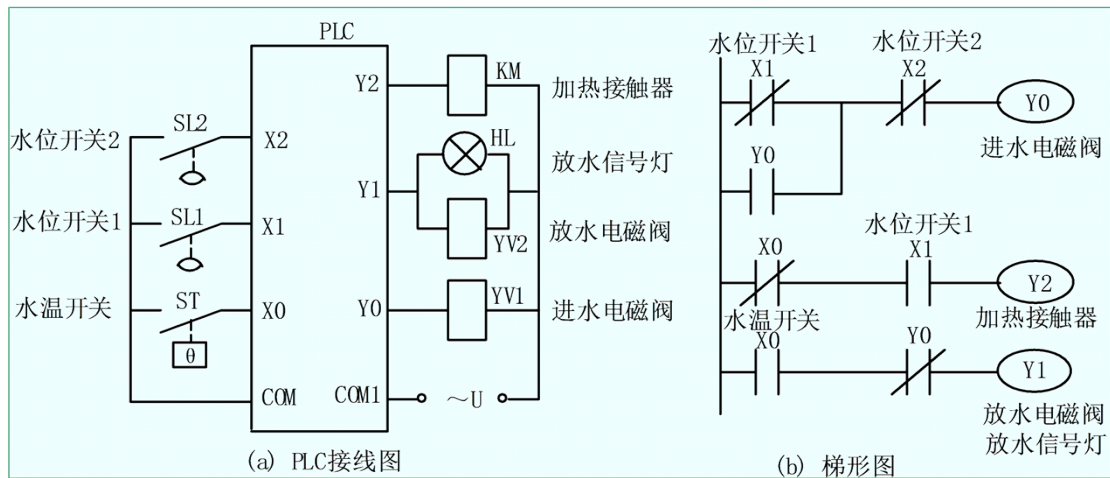 PLC
Y2
KM
加热接触器
水位开关2
SL2
X2
HL
放水信号灯
Y1
水位开关1
SL1
X1
YV2
放水电磁阀
水温开关
ST
X0
θ
Y0
YV1
进水电磁阀
COM
COM1
～U
(a) PLC接线图
水位开关1
X1
水位开关2
X2
Y0
进水电磁阀
Y0
水位开关1
X0
X1
Y2
水温开关
加热接触器
X0
Y0
Y1
放水电磁阀
放水信号灯
(b) 梯形图